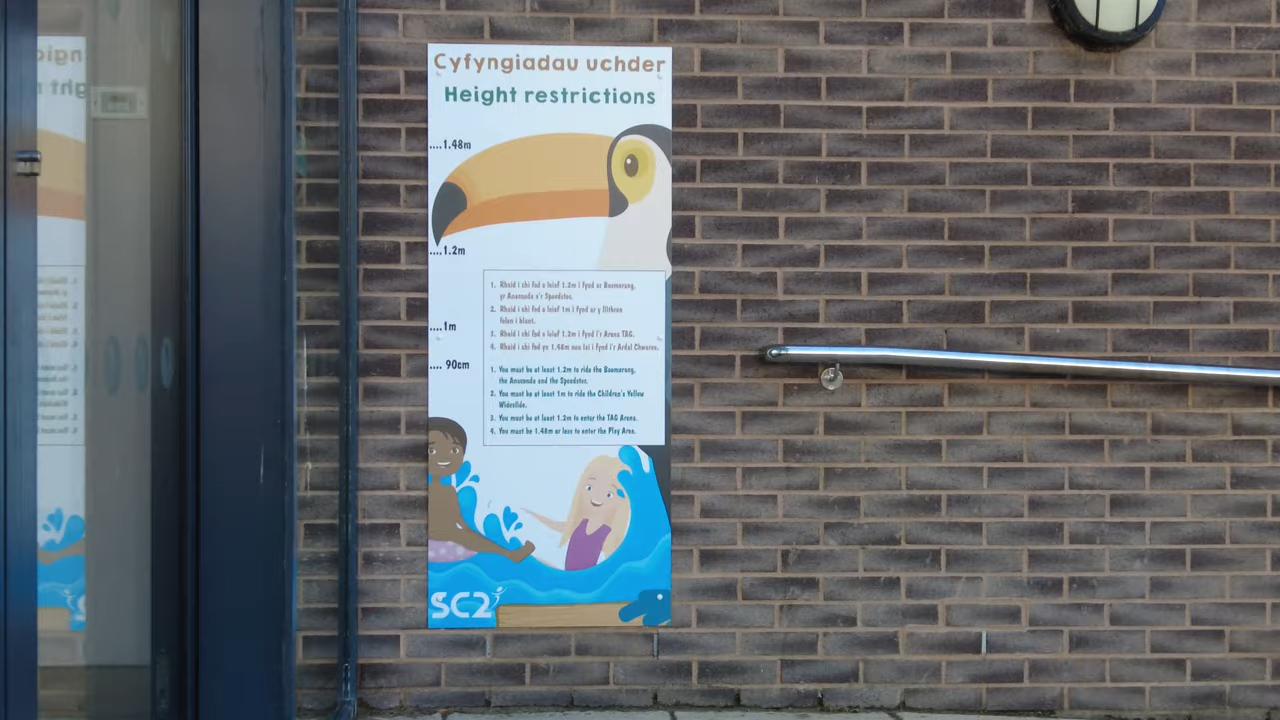 Cyfyngiadau uchder
Height restrictions
....1.48m
....1.2m
....1m
.... 90cm
1. Rhaid i chi fod o leiaf 1.2m i fynd ar Boomerang,
yr Anaconda a'r Speedster.
2. Rhaid i chi fod o leiaf 1m i fynd ar y llithren
felen i blant.
3. Rhaid i chi fod o leiaf 1.2m i fynd i'r Arena TAG.
4. Rhaid i chi fod yn 1.48m neu lai i fynd i'r Ardal Chwarae.
1. You must be at least 1.2m to ride the Boomerang,
the Anaconda and the Speedster.
2. You must be at least 1m to ride the Children's Yellow
Wideslide.
3. You must be at least 1.2m to enter the TAG Arena.
4. You must be 1.48m or less to enter the Play Area.
SC2